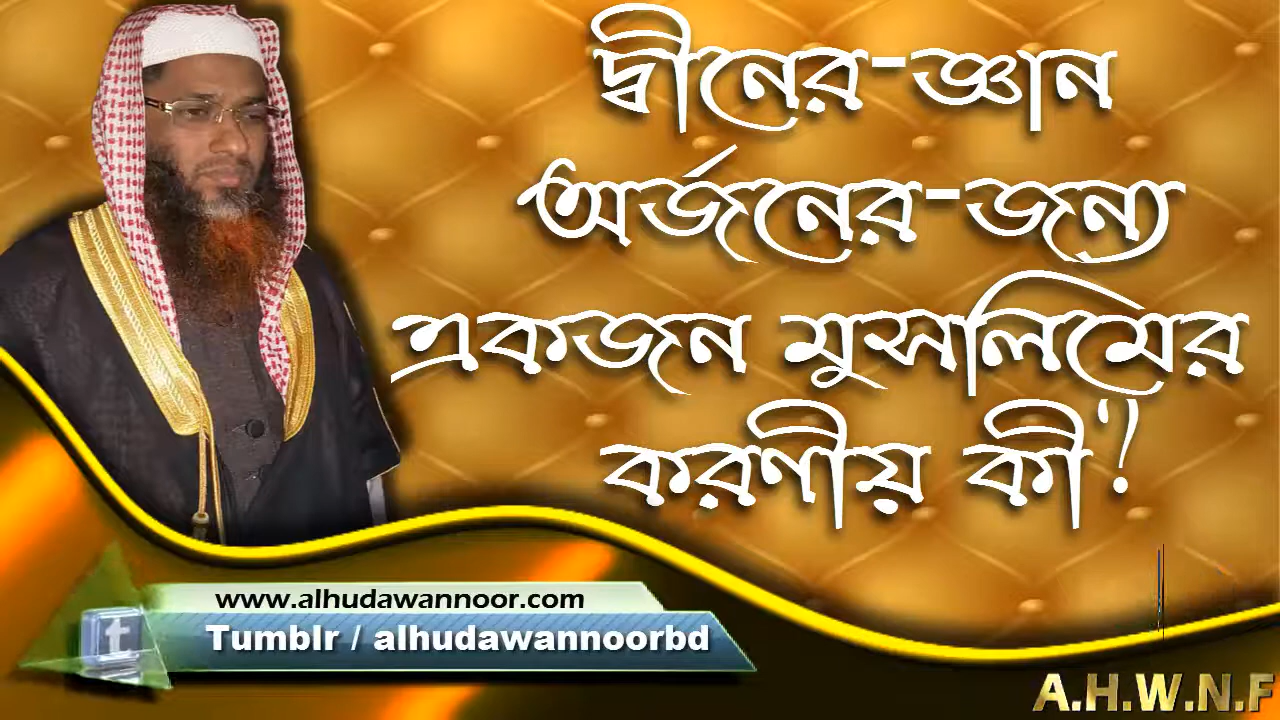 দ্বীনের-জ্ঞান
অর্জনের-জন্য
একজন মুসলিমের
করণীয় কী?
www.alhudawannoor.com
t
Tumblr / alhudawannoorbd
A.H.W.N.F